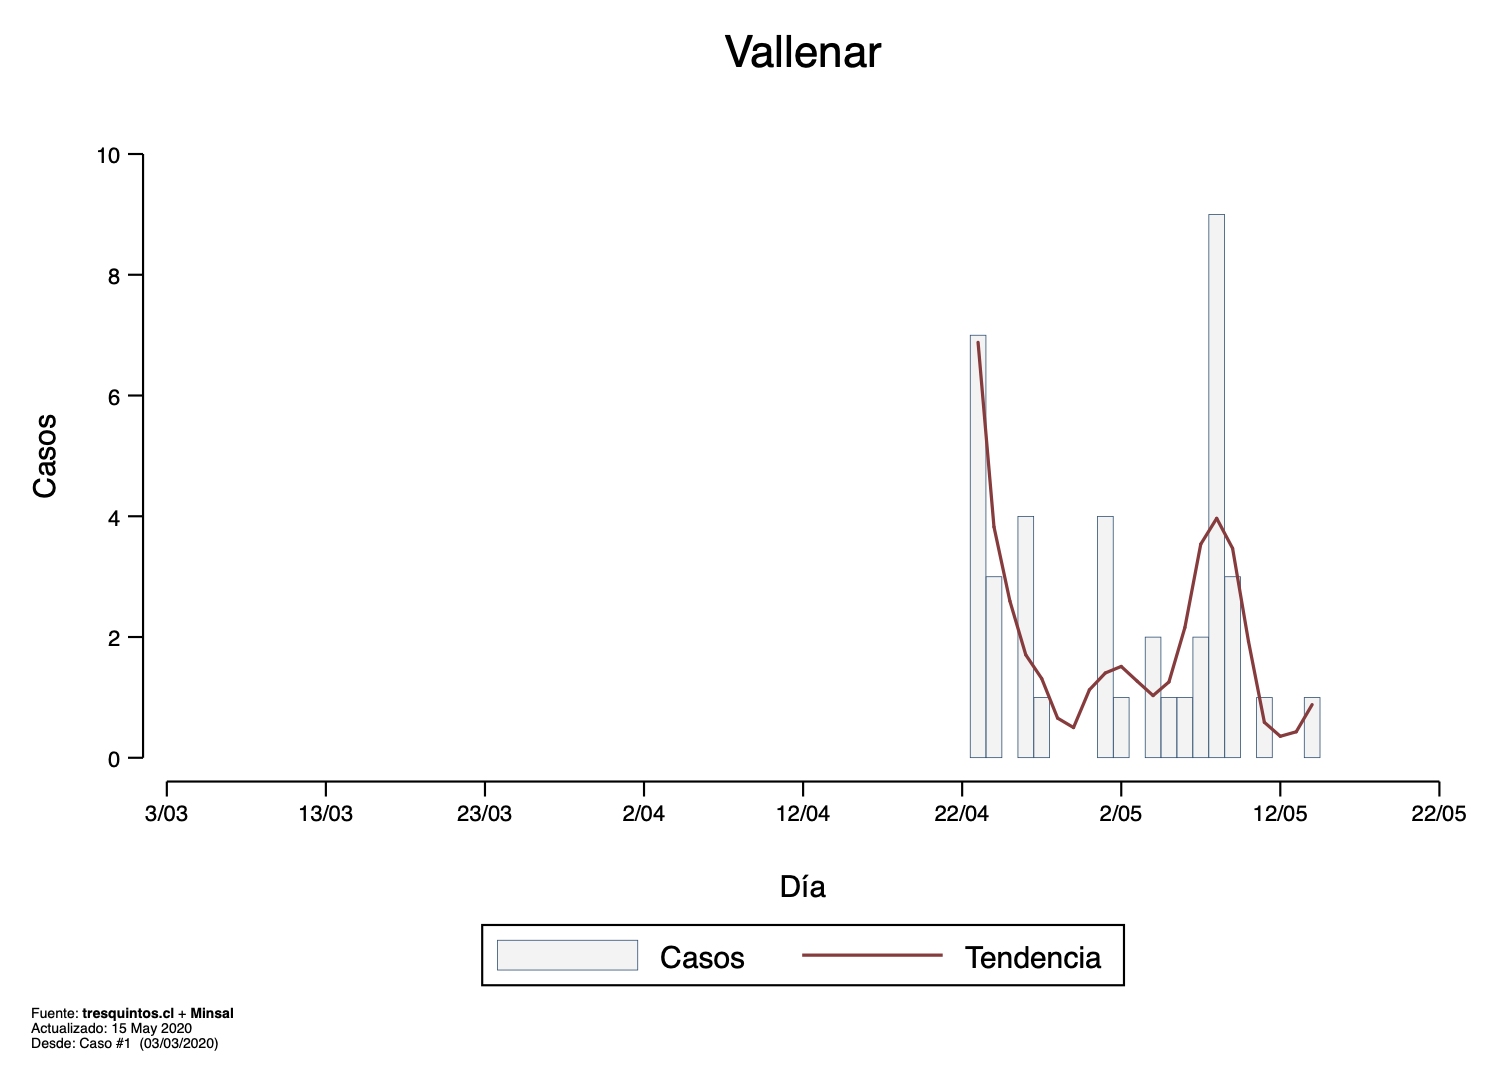 Vallenar
10
8
6
4
2
0
Casos
3/03 13/03 23/03 2/04 12/04 22/04 2/05 12/05 22/05
Día
Casos Tendencia
Fuente: tresquintos.cl + Minsal
Actualizado: 15 May 2020
Desde: Caso #1 (03/03/2020)